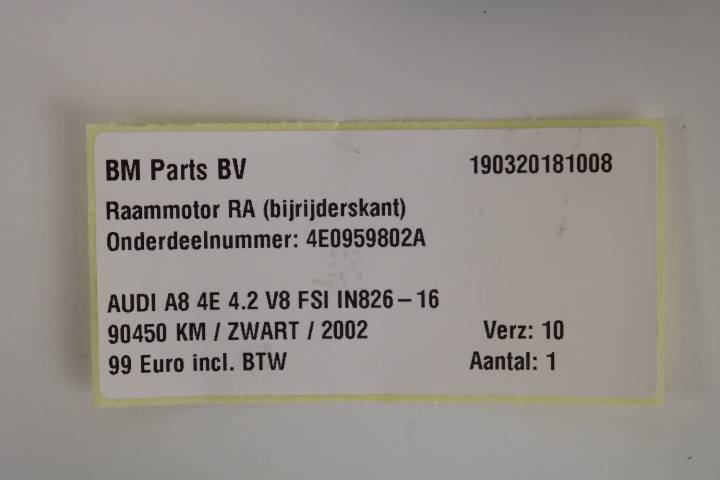 BM Parts BV 190320181008
Raammotor RA (bijrijderskant)
Onderdeelnummer: 4E0959802A
AUDI A8 4E 4.2 V8 FSI IN826-16
90450 KM / ZWART / 2002 Verz: 10
99 Euro incl. BTW Aantal: 1